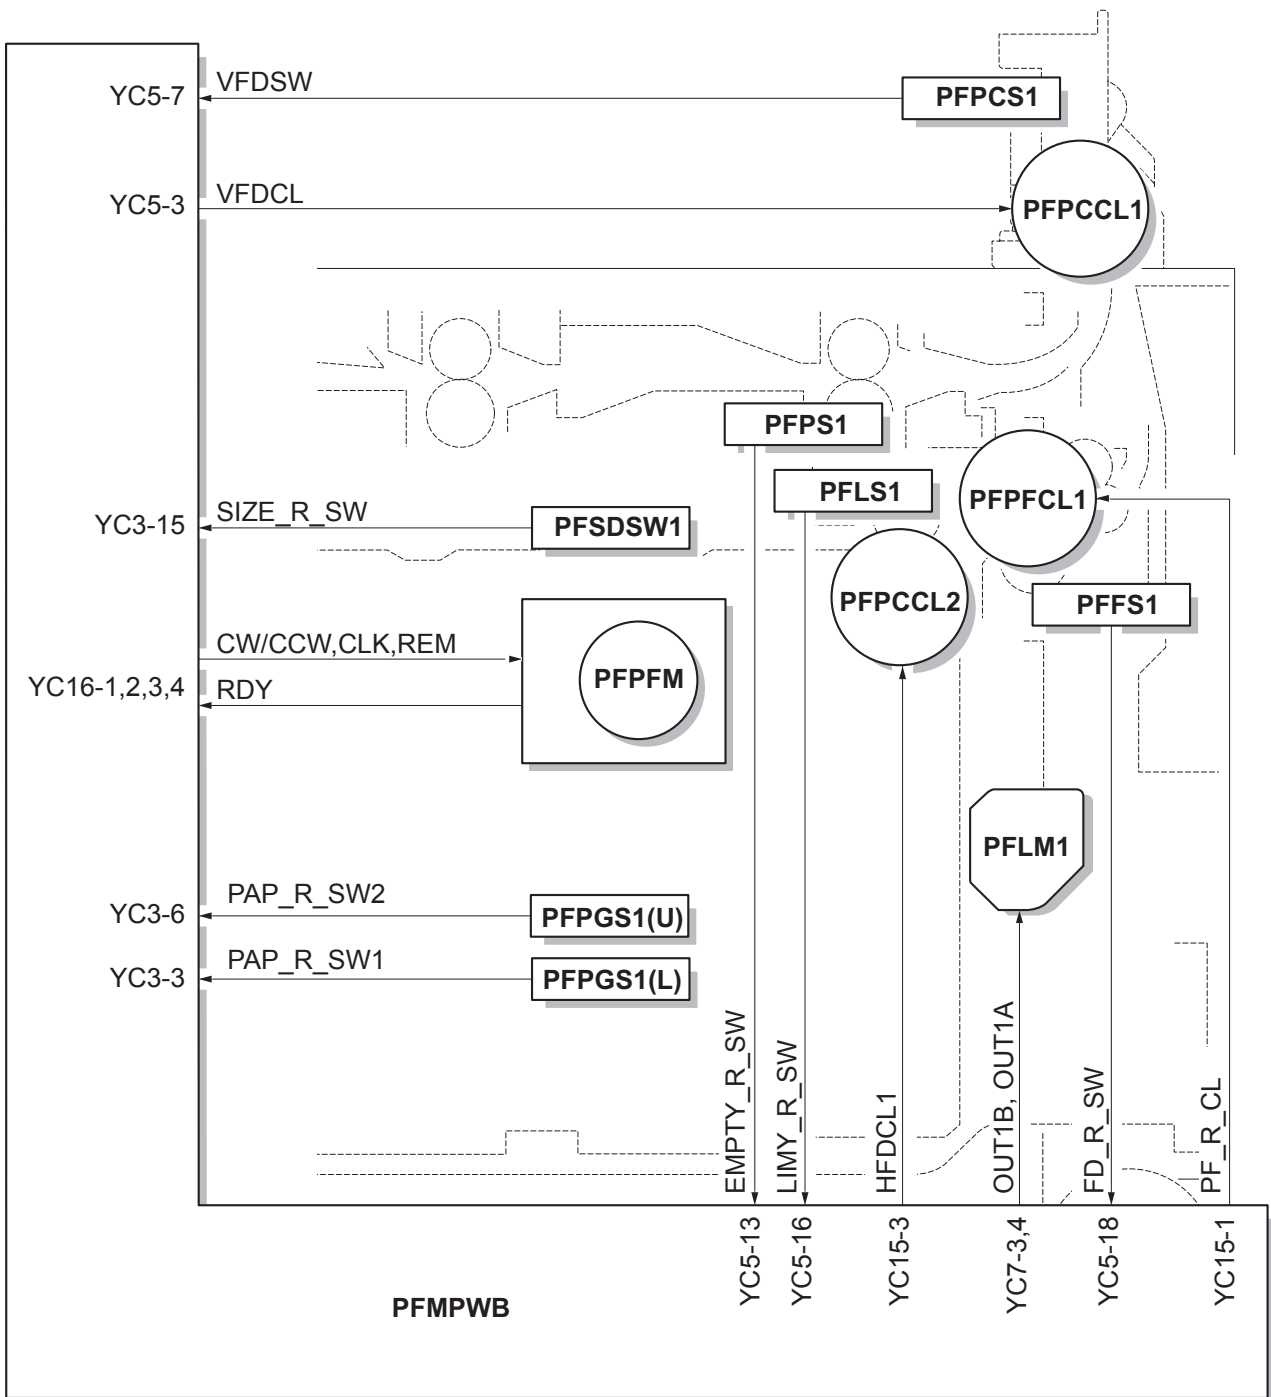 YC5-7
VFDSW
PFPCS1
YC5-3
VFDCL
PFPCCL1
PFPS1
PFLS1
PFPFCL1
YC3-15
SIZE_R_SW
PFSDSW1
PFPCCL2
PFFS1
CW/CCW,CLK,REM
YC16-1,2,3,4
RDY
PFPFM
PFLM1
YC3-6
PAP_R_SW2
PFPGS1(U)
YC3-3
PAP_R_SW1
PFPGS1(L)
EMPTY_R_SW
LIMY_R_SW
HFDCL1
OUT1B, OUT1A
FD_R_SW
PF_R_CL
YC5-13
YC5-16
YC15-3
YC7-3,4
YC5-18
YC15-1
PFMPWB